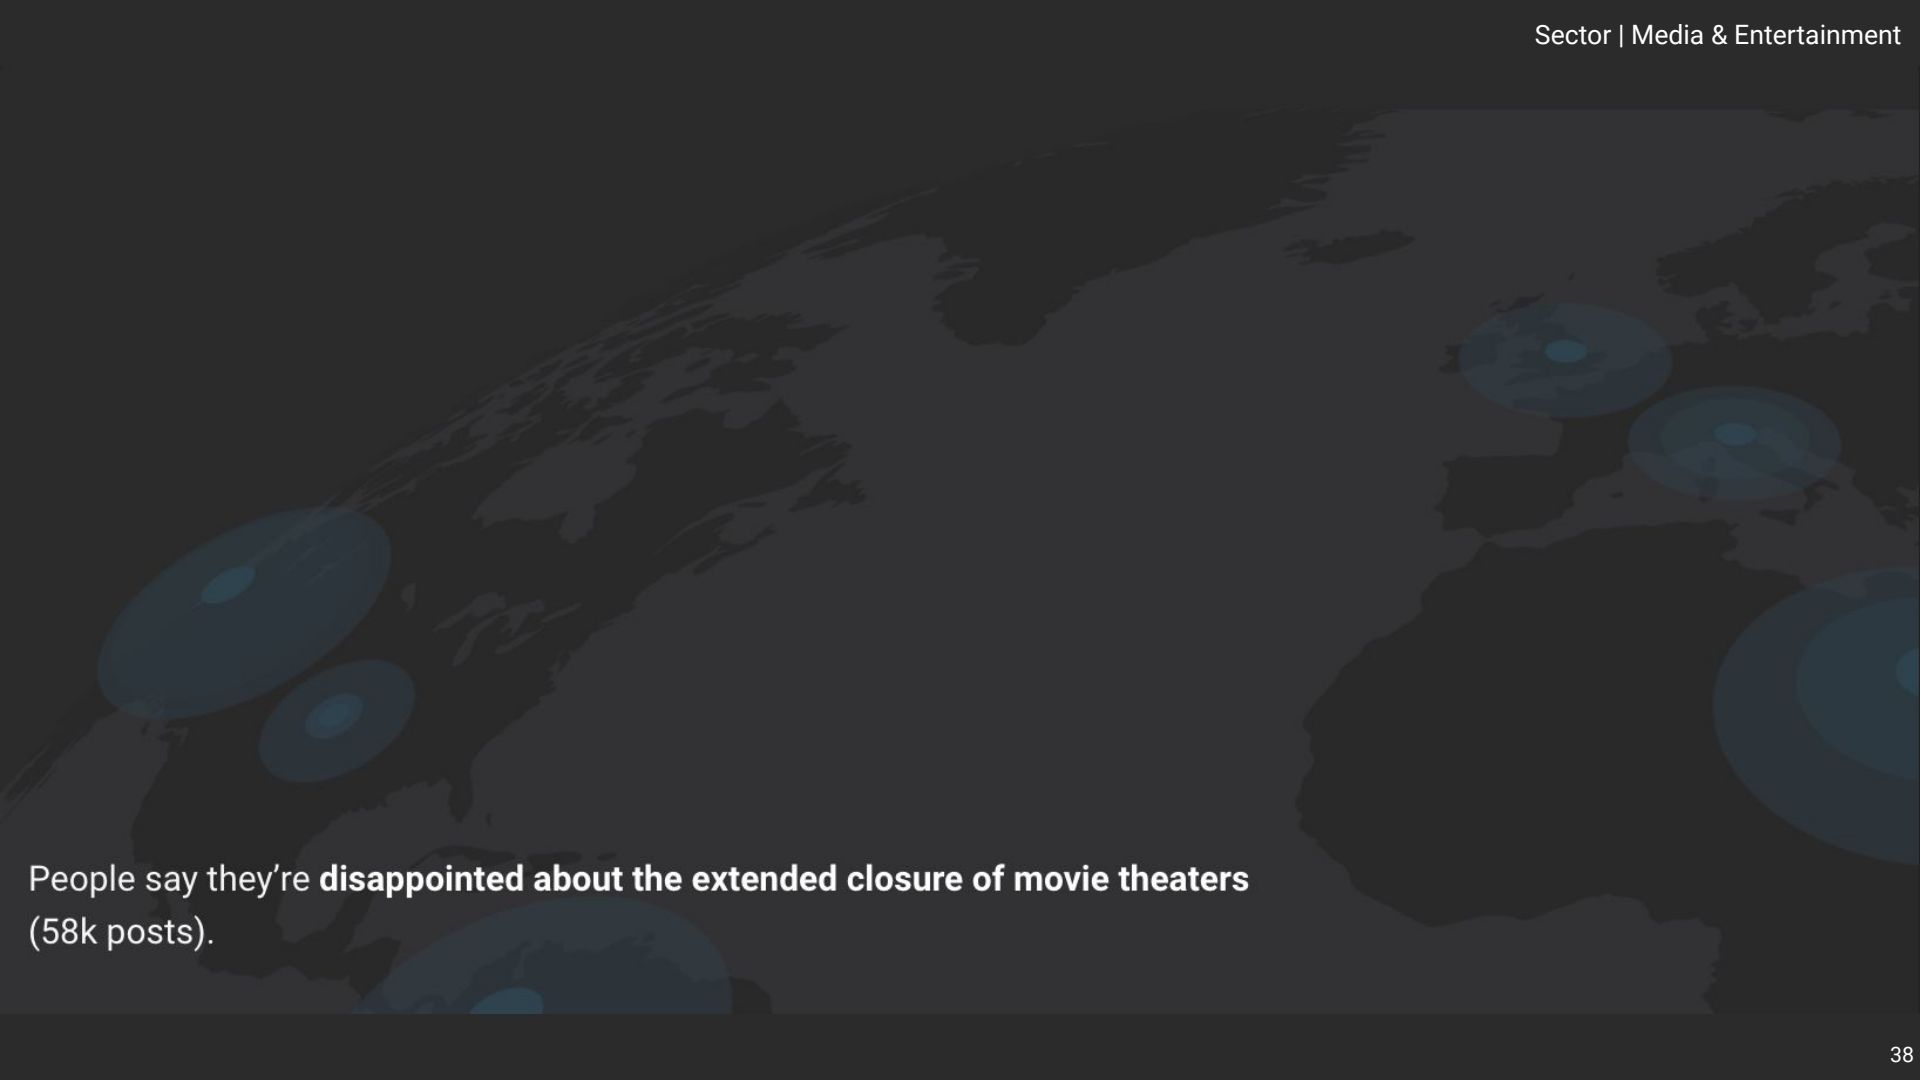 Sector | Media & Entertainment
People say they’re disappointed about the extended closure of movie theaters
(58k posts).
38